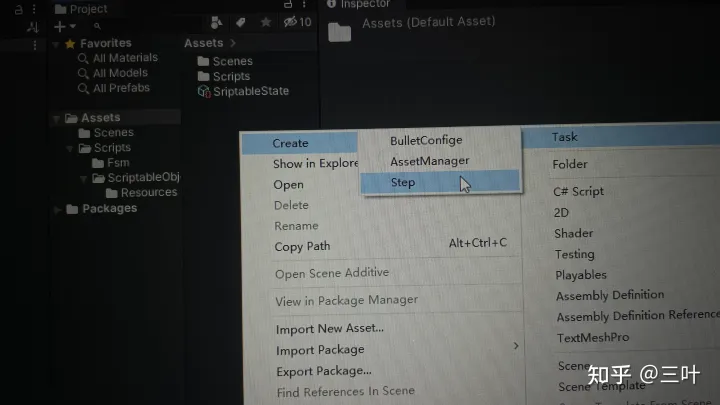 Project
Inspector
10
Favorites
All Materials
All Models
All Prefabs
Assets
Scenes
Scripts
Fsm
ScriptableObj
Resources
Packages
Assets
Scenes
Scripts
SriptableState
Assets (Default Asset)
Create
Show in Explore
Open
Delete
Rename
Copy Path Alt+Ctrl+C
Open Scene Additive
View in Package Manager
Import New Asset...
Import Package
Export Package...
Find References In Scene
BulletConfige
AssetManager
Step
Task
Folder
C# Script
2D
Shader
Testing
Playables
Assembly Definition
Assembly Definition Reference
TextMeshPro
Scene
Scene Template
Scene Template From Scene
知乎 @三叶